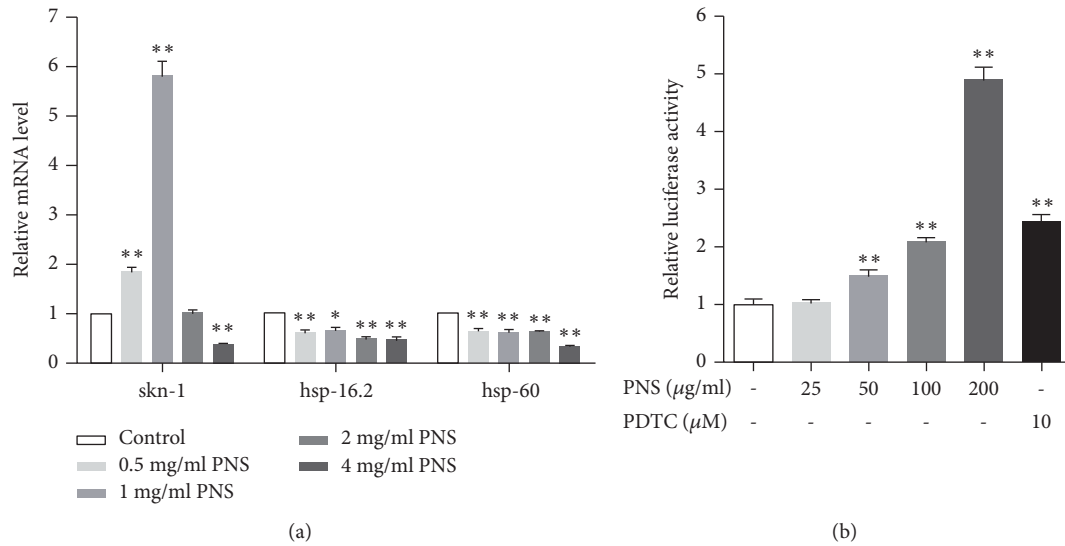 7
6
5
4
3
2
1
0
Relative mRNA level
**
**
**
**
*
**
**
**
**
**
**
skn-1
hsp-16.2
hsp-60
Control
0.5 mg/ml PNS
1 mg/ml PNS
2 mg/ml PNS
4 mg/ml PNS
(a)
6
5
4
3
2
1
0
Relative luciferase activity
**
**
**
**
PNS (μg/ml) - 25 50 100 200 -
PDTC (μM) - - - - - 10
(b)